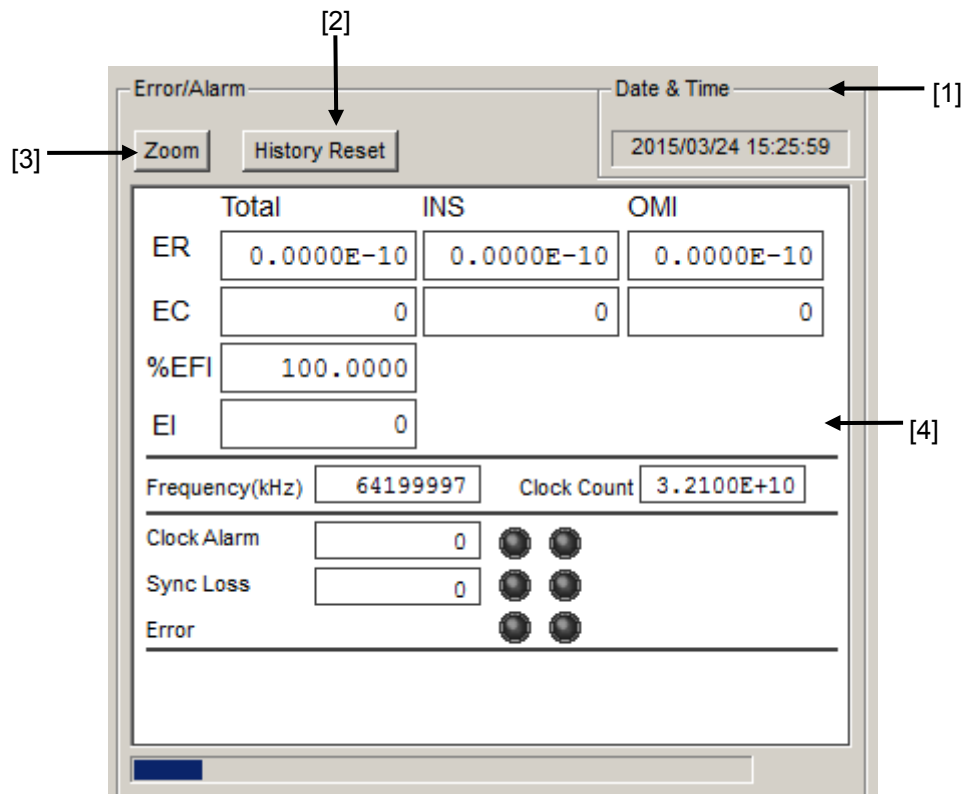 [2]
Error/Alarm
Date & Time
[1]
[3]
Zoom
History Reset
2015/03/24 15:25:59
Total INS OMI
ER 0.0000E-10 0.0000E-10 0.0000E-10
EC 0 0 0
%EFI 100.0000
EI 0
[4]
Frequency(kHz) 64199997 Clock Count 3.2100E+10
Clock Alarm 0
Sync Loss 0
Error